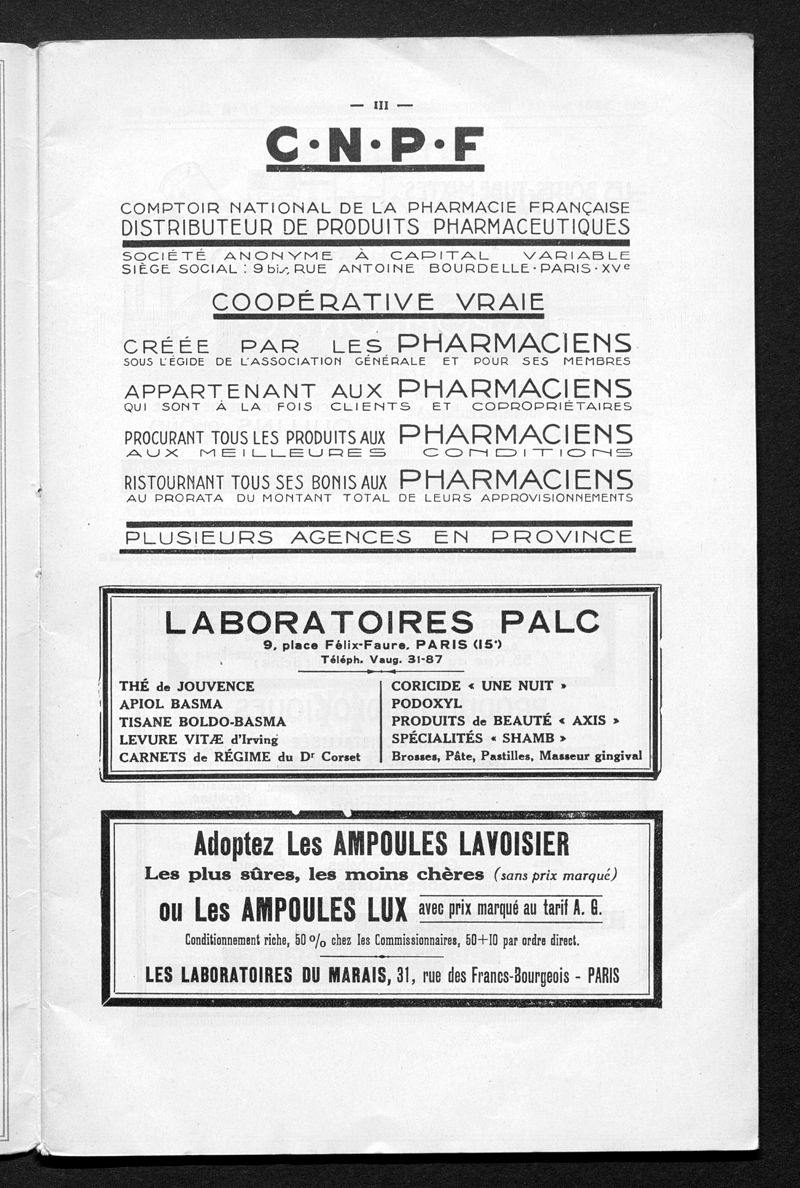 — III —
C·N·P·F
COMPTOIR NATIONAL DE LA PHARMACIE FRANÇAISE
DISTRIBUTEUR DE PRODUITS PHARMACEUTIQUES
SOCIÉTÉ ANONYME À CAPITAL VARIABLE
SIÈGE SOCIAL : 9 bis, RUE ANTOINE BOURDELLE · PARIS · XVe
COOPÉRATIVE VRAIE
CRÉÉE PAR LES PHARMACIENS
SOUS L'ÉGIDE DE L'ASSOCIATION GÉNÉRALE ET POUR SES MEMBRES
APPARTENANT AUX PHARMACIENS
QUI SONT À LA FOIS CLIENTS ET COPROPRIÉTAIRES
PROCURANT TOUS LES PRODUITS AUX PHARMACIENS
AUX MEILLEURES CONDITIONS
RISTOURNANT TOUS SES BONIS AUX PHARMACIENS
AU PRORATA DU MONTANT TOTAL DE LEURS APPROVISIONNEMENTS
PLUSIEURS AGENCES EN PROVINCE
LABORATOIRES PALC
9, place Félix-Faure, PARIS (15e)
Téléph. Vaug. 31-87
THÉ de JOUVENCE
APIOL BASMA
TISANE BOLDO-BASMA
LEVURE VITÆ d'Irving
CARNETS de RÉGIME du Dr Corset
CORICIDE « UNE NUIT »
PODOXYL
PRODUITS de BEAUTÉ « AXIS »
SPÉCIALITÉS « SHAMB »
Brosses, Pâte, Pastilles, Masseur gingival
Adoptez Les AMPOULES LAVOISIER
Les plus sûres, les moins chères (sans prix marqué)
ou Les AMPOULES LUX avec prix marqué au tarif A. G.
Conditionnement riche, 50 % chez les Commissionnaires, 50+10 par ordre direct.
LES LABORATOIRES DU MARAIS, 31, rue des Francs-Bourgeois - PARIS